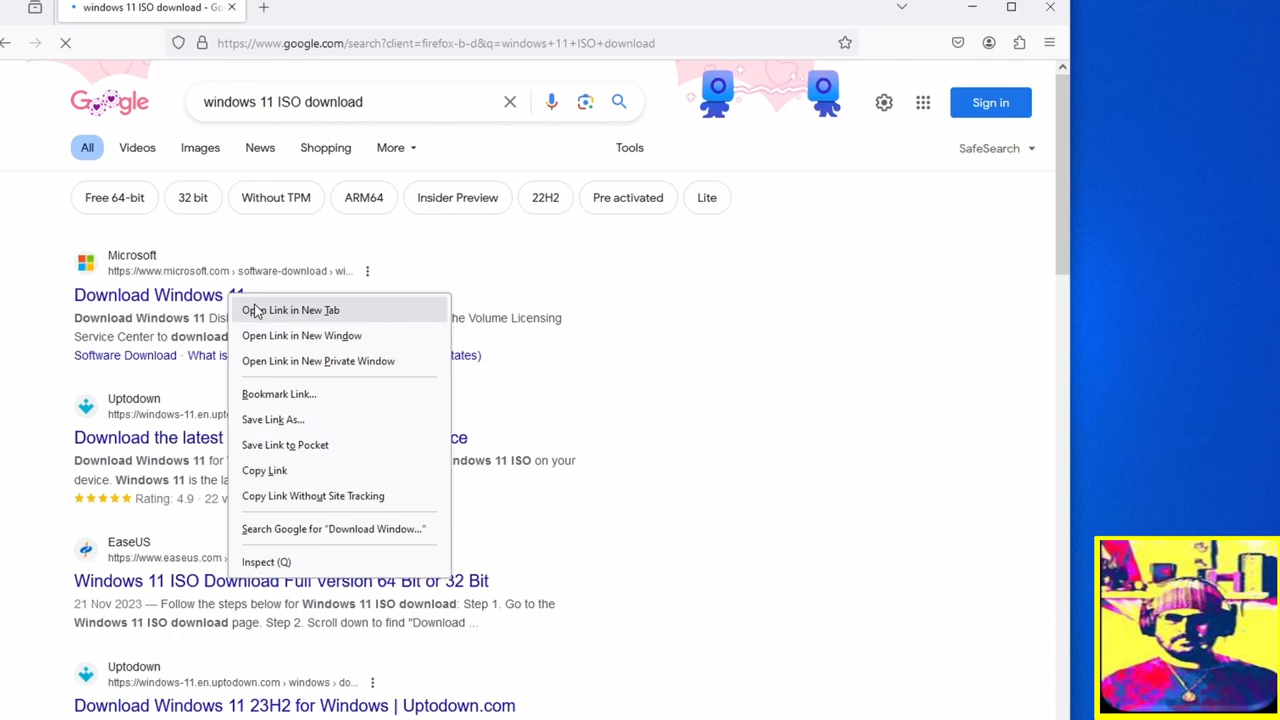 windows 11 ISO download - Go
https://www.google.com/search?client=firefox-b-d&q=windows+11+ISO+download
Google
windows 11 ISO download
Sign in
All
Videos
Images
News
Shopping
More
Tools
SafeSearch
Free 64-bit
32 bit
Without TPM
ARM64
Insider Preview
22H2
Pre activated
Lite
Microsoft
https://www.microsoft.com › software-download › wi...
Download Windows 11
Download Windows 11 Dis
he Volume Licensing
Service Center to download
Software Download · What is
tates)
Open Link in New Tab
Open Link in New Window
Open Link in New Private Window
Bookmark Link...
Save Link As...
Save Link to Pocket
Copy Link
Copy Link Without Site Tracking
Search Google for "Download Window..."
Inspect (Q)
Uptodown
https://windows-11.en.upto
Download the latest
ce
Download Windows 11 for
ndows 11 ISO on your
device. Windows 11 is the la
Rating: 4.9 · 22 v
EaseUS
https://www.easeus.com ›
Windows 11 ISO Download Full Version 64 Bit or 32 Bit
21 Nov 2023 — Follow the steps below for Windows 11 ISO download: Step 1. Go to the
Windows 11 ISO download page. Step 2. Scroll down to find "Download ...
Uptodown
https://windows-11.en.uptodown.com › windows › do...
Download Windows 11 23H2 for Windows | Uptodown.com